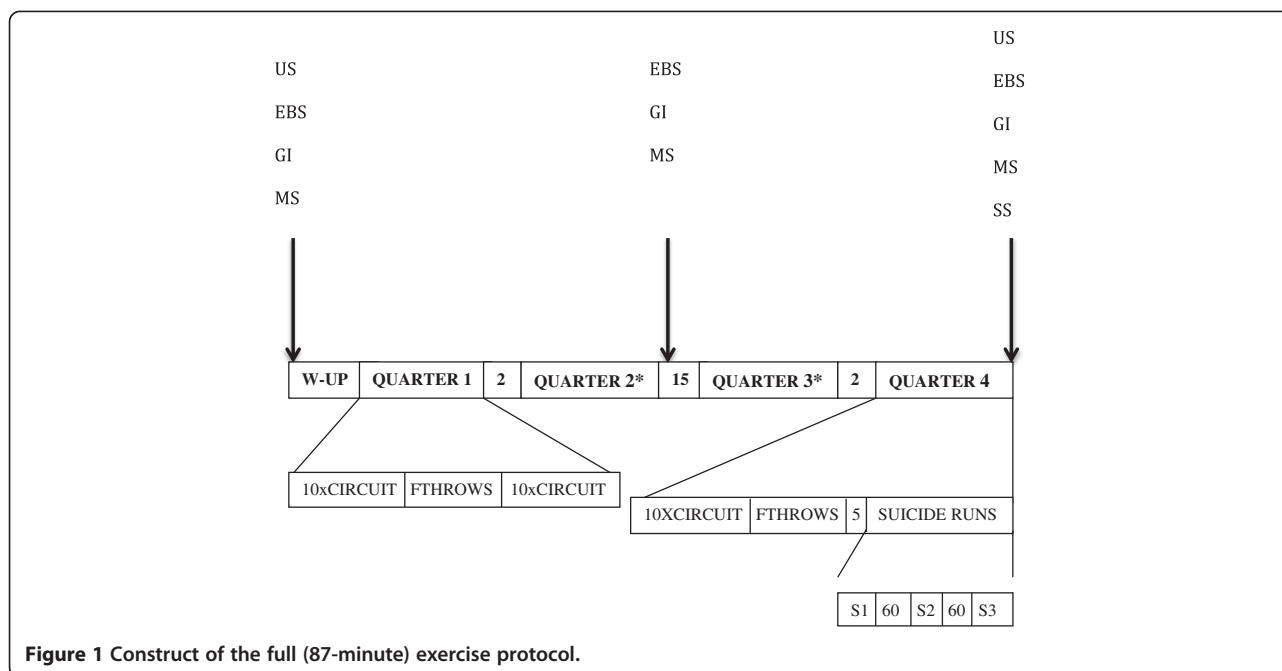 US
EBS
GI
MS
EBS
GI
MS
US
EBS
GI
MS
SS
W-UP QUARTER 1 2 QUARTER 2* 15 QUARTER 3* 2 QUARTER 4
10xCIRCUIT FTHROWS 10xCIRCUIT
10XCIRCUIT FTHROWS 5 SUICIDE RUNS
S1 60 S2 60 S3
Figure 1 Construct of the full (87-minute) exercise protocol.